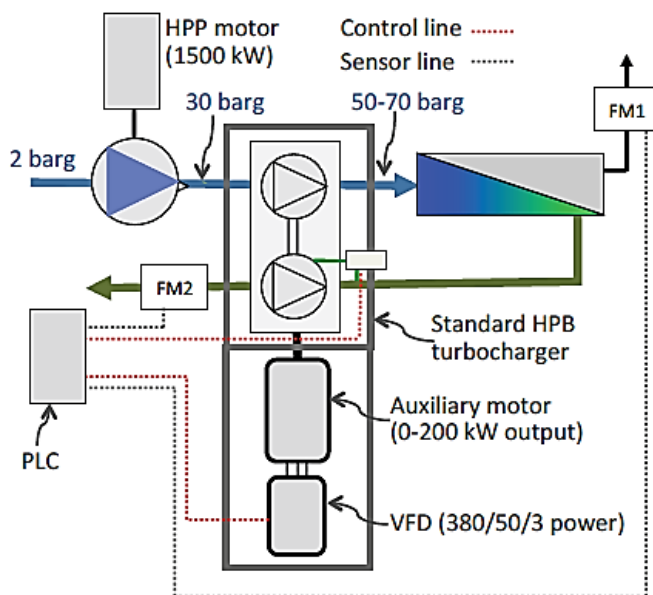 HPP motor
(1500 kW)
Control line
Sensor line
30 barg
50-70 barg
FM1
2 barg
FM2
Standard HPB
turbocharger
Auxiliary motor
(0-200 kW output)
PLC
VFD (380/50/3 power)